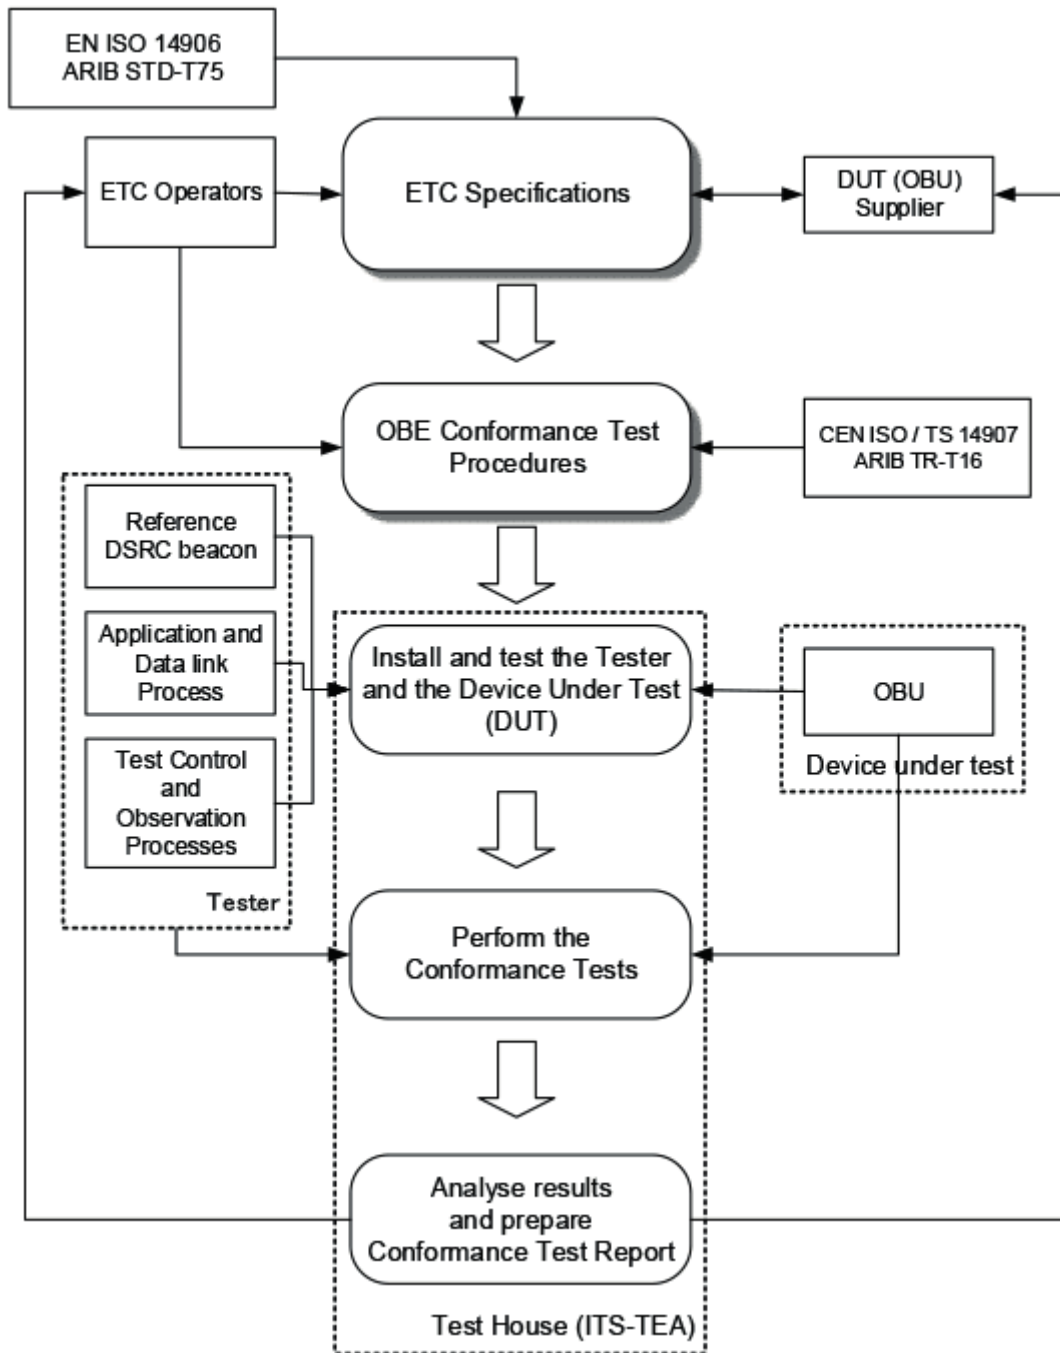 EN ISO 14906
ARIB STD-T75
ETC Operators
ETC Specifications
DUT (OBU)
Supplier
OBE Conformance Test
Procedures
CEN ISO / TS 14907
ARIB TR-T16
Reference
DSRC beacon
Application and
Data link
Process
Test Control
and
Observation
Processes
Tester
Install and test the Tester
and the Device Under Test
(DUT)
OBU
Device under test
Perform the
Conformance Tests
Analyse results
and prepare
Conformance Test Report
Test House (ITS-TEA)